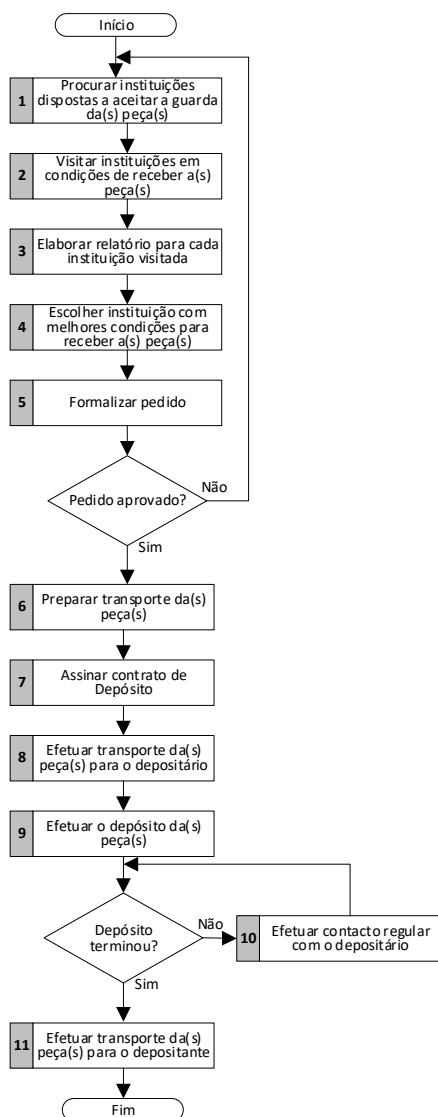 Início
1
Procurar instituições
dispostas a aceitar a guarda
da(s) peça(s)
2
Visitar instituições em
condições de receber a(s)
peça(s)
3
Elaborar relatório para cada
instituição visitada
4
Escolher instituição com
melhores condições para
receber a(s) peça(s)
5
Formalizar pedido
Pedido aprovado?
Não
Sim
6
Preparar transporte da(s)
peça(s)
7
Assinar contrato de
Depósito
8
Efetuar transporte da(s)
peça(s) para o depositário
9
Efetuar o depósito da(s)
peça(s)
Depósito
terminou?
Não
10
Efetuar contacto regular
com o depositário
Sim
11
Efetuar transporte da(s)
peça(s) para o depositante
Fim